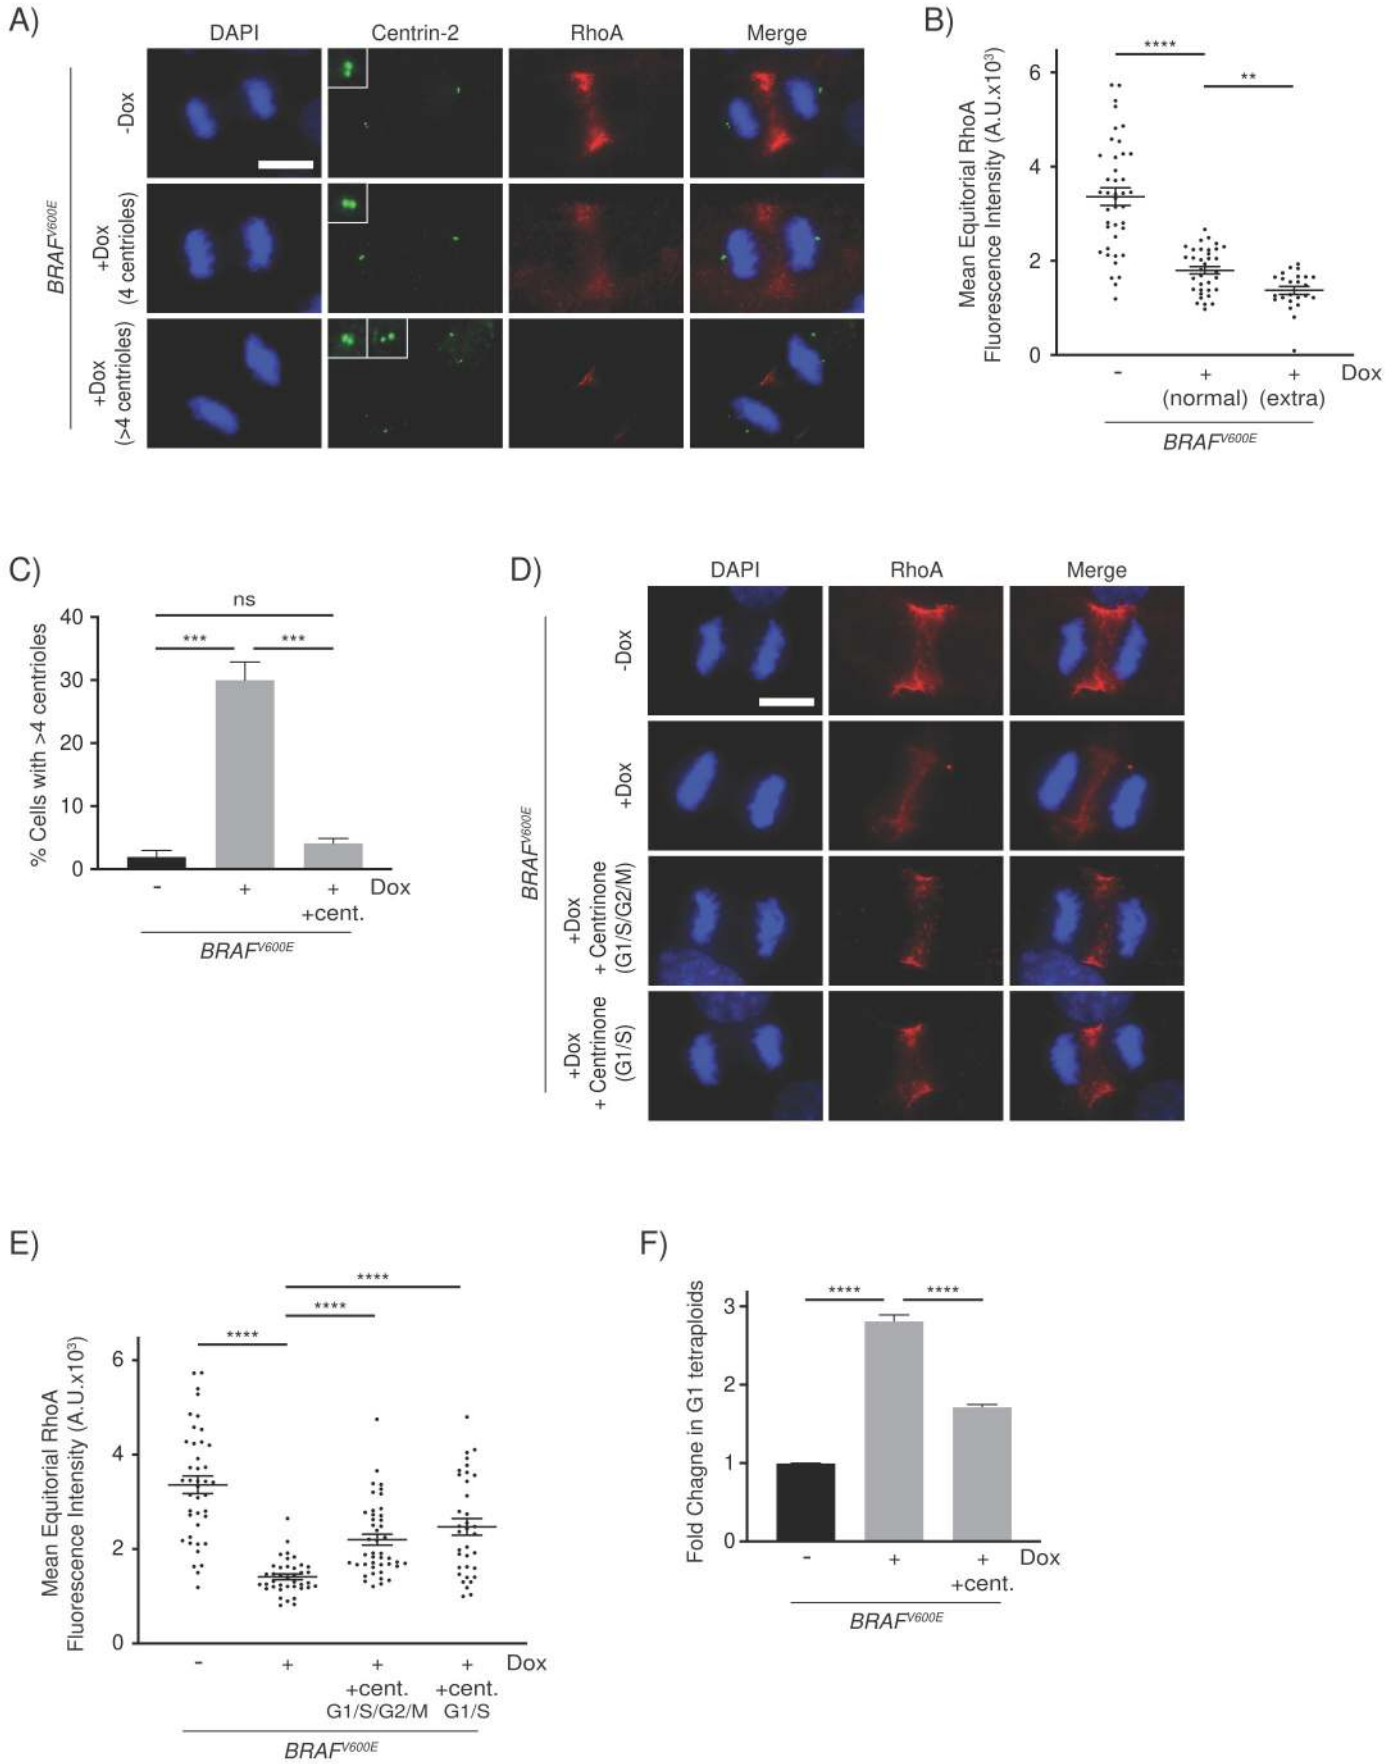 A)
DAPI
Centrin-2
RhoA
Merge
BRAFV600E
-Dox
+Dox
(4 centrioles)
+Dox
(>4 centrioles)
B)
Mean Equitorial RhoA
Fluorescence Intensity (A.U.x10³)
6
4
2
0
****
**
-
+
+
Dox
(normal)
(extra)
BRAFV600E
C)
% Cells with >4 centrioles
40
30
20
10
0
ns
***
***
-
+
+
Dox
+cent.
BRAFV600E
D)
DAPI
RhoA
Merge
BRAFV600E
-Dox
+Dox
+Dox
+ Centrinone
(G1/S/G2/M)
+Dox
+ Centrinone
(G1/S)
E)
Mean Equitorial RhoA
Fluorescence Intensity (A.U.x10³)
6
4
2
0
****
****
****
-
+
+
+
Dox
+cent.
G1/S/G2/M
+cent.
G1/S
BRAFV600E
F)
Fold Chagne in G1 tetraploids
3
2
1
0
****
****
-
+
+
Dox
+cent.
BRAFV600E